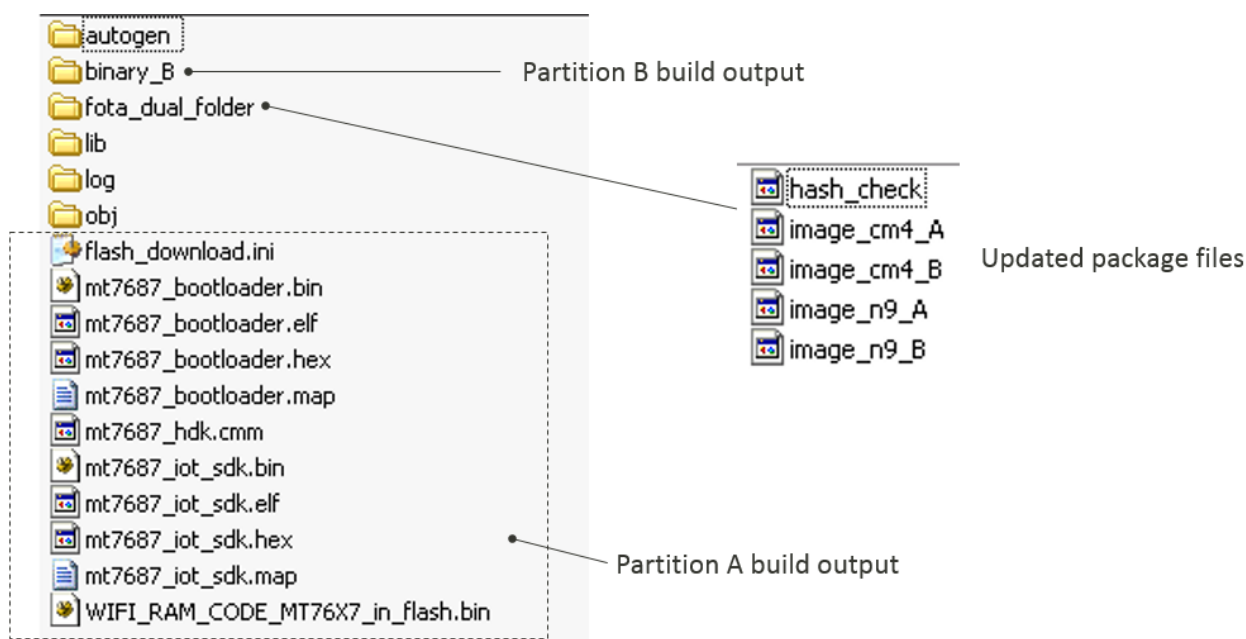 autogen
binary_B
Partition B build output
fota_dual_folder
lib
log
obj
flash_download.ini
mt7687_bootloader.bin
mt7687_bootloader.elf
mt7687_bootloader.hex
mt7687_bootloader.map
mt7687_hdk.cmm
mt7687_iot_sdk.bin
mt7687_iot_sdk.elf
mt7687_iot_sdk.hex
mt7687_iot_sdk.map
WIFI_RAM_CODE_MT76X7_in_flash.bin
Partition A build output
hash_check
image_cm4_A
image_cm4_B
image_n9_A
image_n9_B
Updated package files